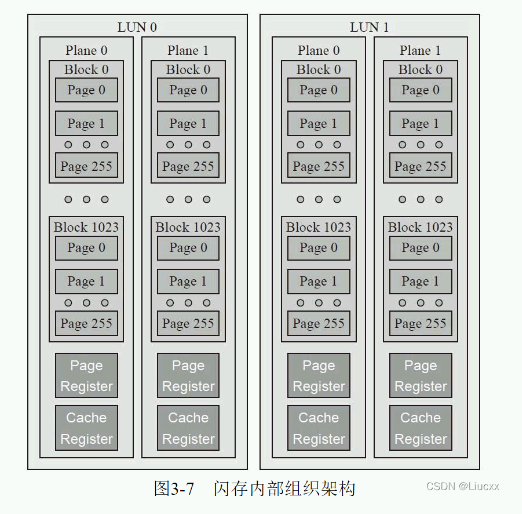 LUN 0
LUN 1
Plane 0
Plane 1
Plane 0
Plane 1
Block 0
Block 0
Block 0
Block 0
Page 0
Page 0
Page 0
Page 0
Page 1
Page 1
Page 1
Page 1
Page 255
Page 255
Page 255
Page 255
Block 1023
Block 1023
Block 1023
Block 1023
Page 0
Page 0
Page 0
Page 0
Page 1
Page 1
Page 1
Page 1
Page 255
Page 255
Page 255
Page 255
Page
Register
Page
Register
Page
Register
Page
Register
Cache
Register
Cache
Register
Cache
Register
Cache
Register
图3-7 闪存内部组织架构
CSDN @Liucxx